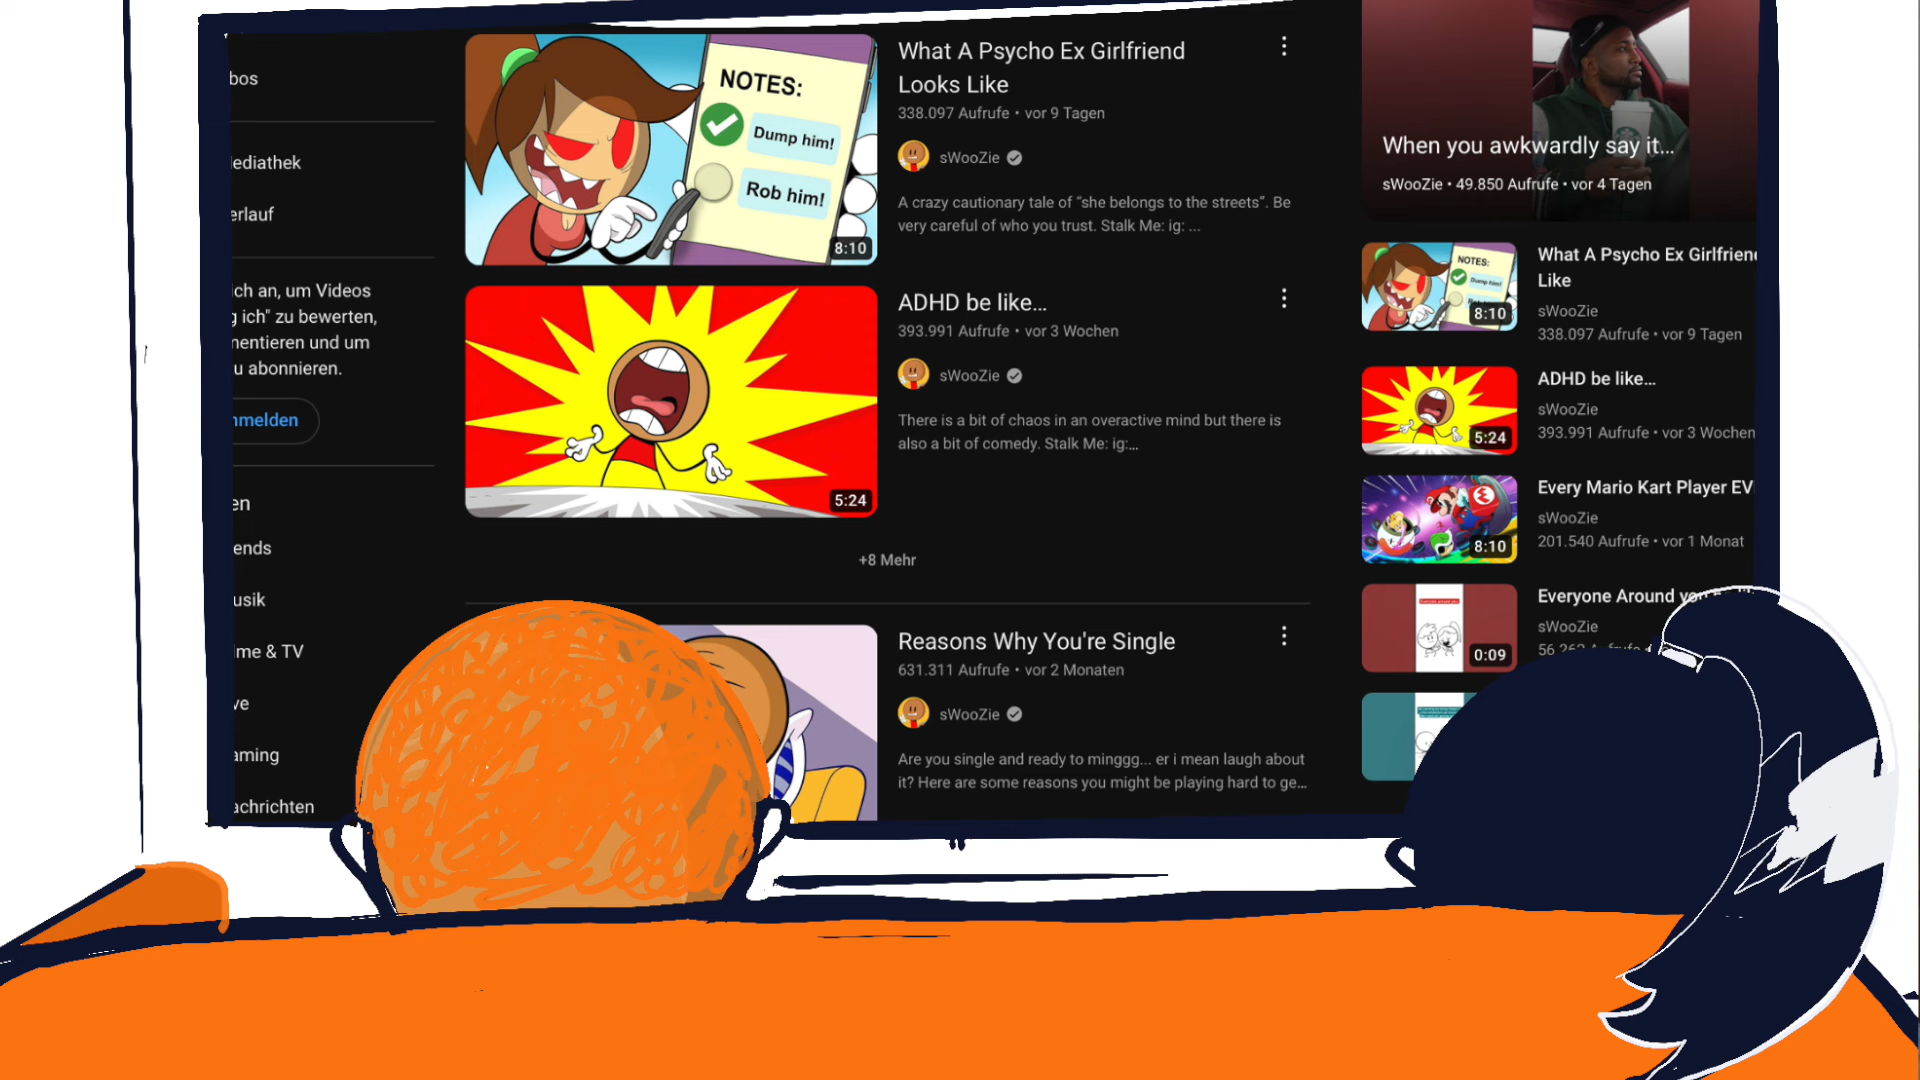 bos
ediathek
erlauf
ich an, um Videos
g ich" zu bewerten,
nentieren und um
u abonnieren.
nmelden
en
ends
usik
me & TV
ve
aming
achrichten
NOTES:
Dump him!
Rob him!
8:10
What A Psycho Ex Girlfriend
Looks Like
338.097 Aufrufe • vor 9 Tagen
sWooZie
A crazy cautionary tale of "she belongs to the streets". Be
very careful of who you trust. Stalk Me: ig: ...
5:24
ADHD be like...
393.991 Aufrufe • vor 3 Wochen
sWooZie
There is a bit of chaos in an overactive mind but there is
also a bit of comedy. Stalk Me: ig:...
+8 Mehr
Reasons Why You're Single
631.311 Aufrufe • vor 2 Monaten
sWooZie
Are you single and ready to minggg... er i mean laugh about
it? Here are some reasons you might be playing hard to ge...
When you awkwardly say it...
sWooZie • 49.850 Aufrufe • vor 4 Tagen
NOTES:
Dump him!
8:10
What A Psycho Ex Girlfrien
Like
sWooZie
338.097 Aufrufe • vor 9 Tagen
5:24
ADHD be like...
sWooZie
393.991 Aufrufe • vor 3 Wochen
8:10
Every Mario Kart Player EV
sWooZie
201.540 Aufrufe • vor 1 Monat
0:09
Everyone Around you
sWooZie